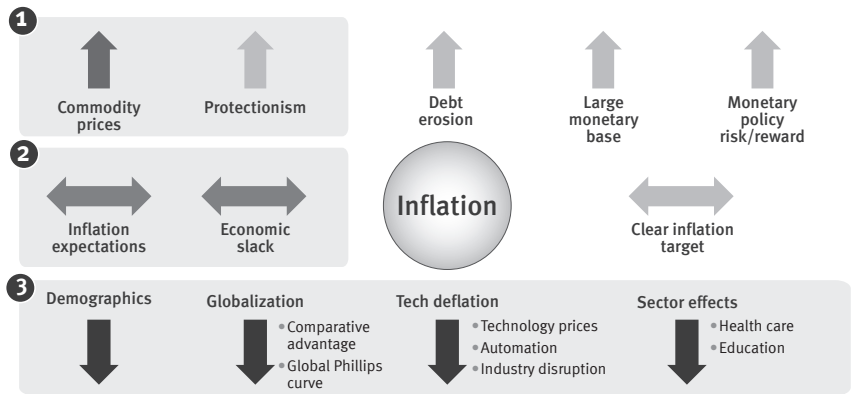 1
Commodity
prices
Protectionism
Debt
erosion
Large
monetary
base
Monetary
policy
risk/reward
2
Inflation
expectations
Economic
slack
Inflation
Clear inflation
target
3
Demographics
Globalization
• Comparative
advantage
• Global Phillips
curve
Tech deflation
• Technology prices
• Automation
• Industry disruption
Sector effects
• Health care
• Education